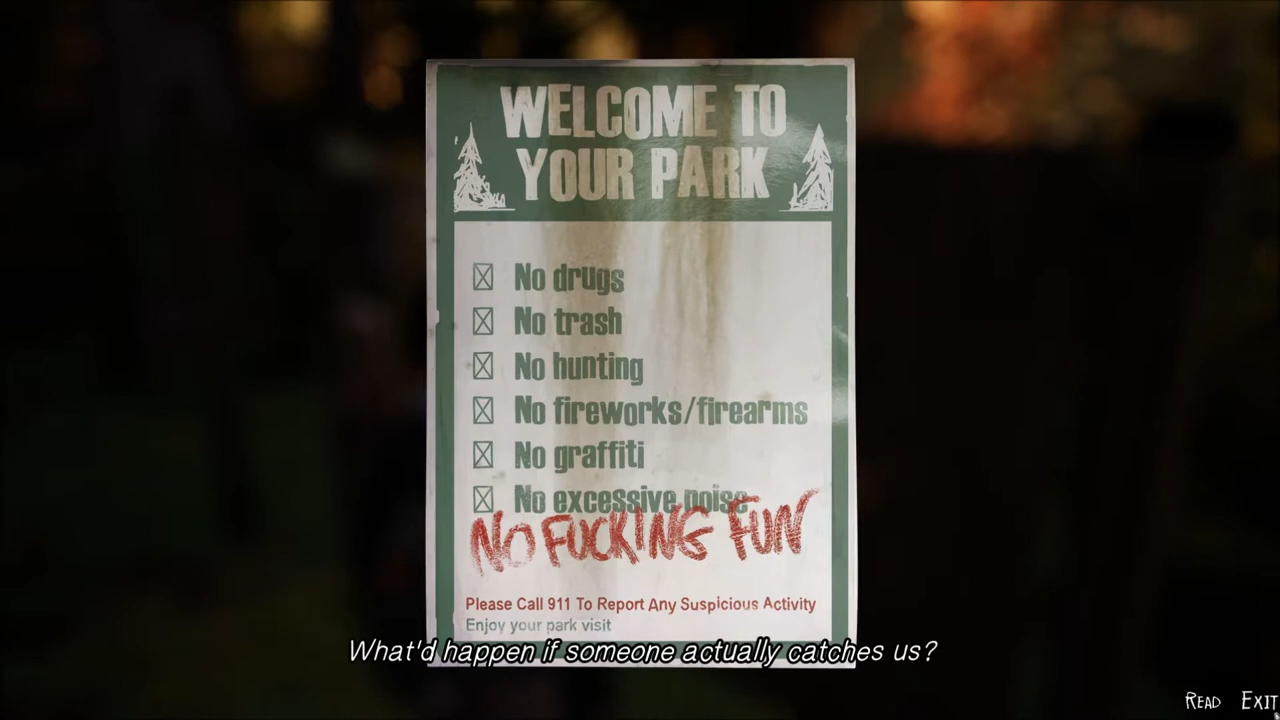 WELCOME TO
YOUR PARK
No drugs
No trash
No hunting
No fireworks/firearms
No graffiti
No excessive noise
NO FUCKING FUN
Please Call 911 To Report Any Suspicious Activity
Enjoy your park visit
What'd happen if someone actually catches us?
READ EXIT